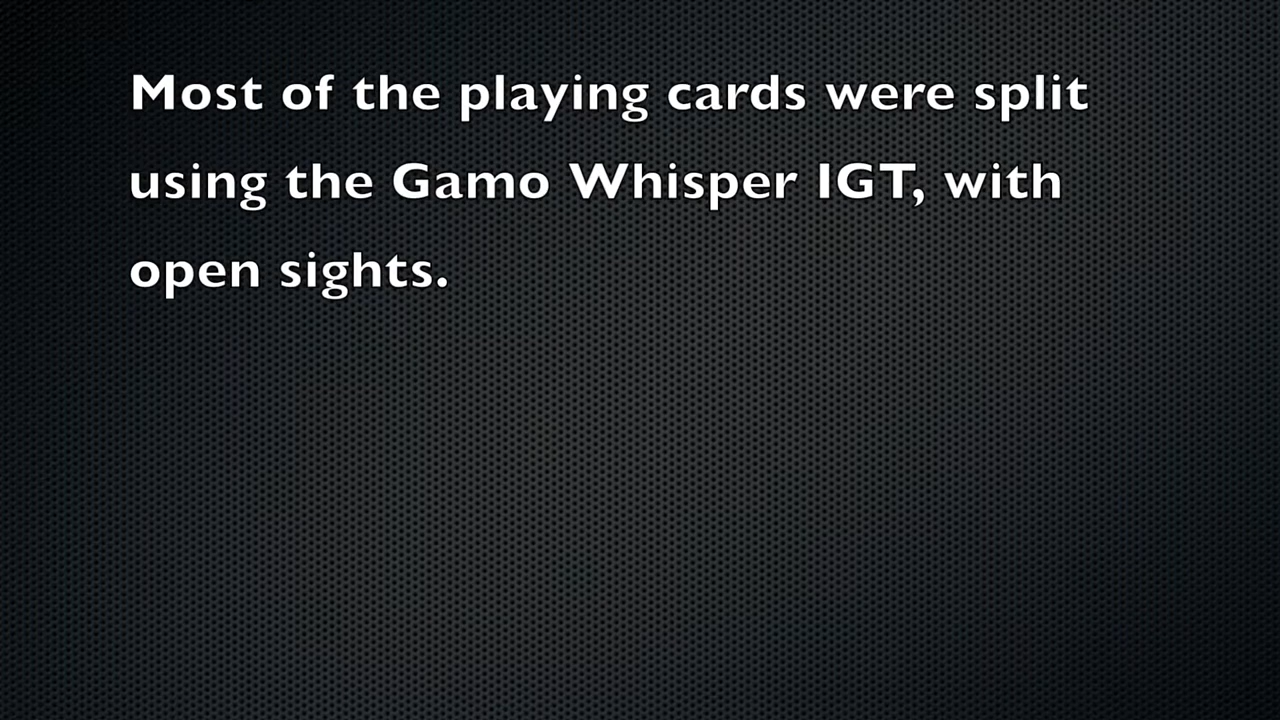 Most of the playing cards were split
using the Gamo Whisper IGT, with
open sights.